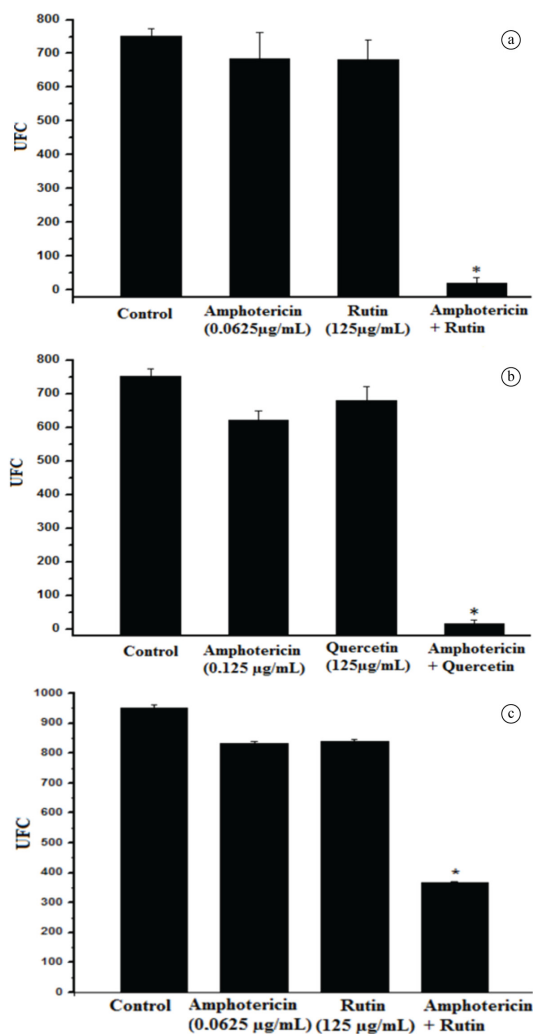 800
700
600
500
400
300
200
100
0
UFC
a
*
Control
Amphotericin
(0.0625µg/mL)
Rutin
(125µg/mL)
Amphotericin
+ Rutin
800
700
600
500
400
300
200
100
0
UFC
b
*
Control
Amphotericin
(0.125 µg/mL)
Quercetin
(125µg/mL)
Amphotericin
+ Quercetin
1000
900
800
700
600
500
400
300
200
100
0
UFC
c
*
Control
Amphotericin
(0.0625 µg/mL)
Rutin
(125 µg/mL)
Amphotericin
+ Rutin